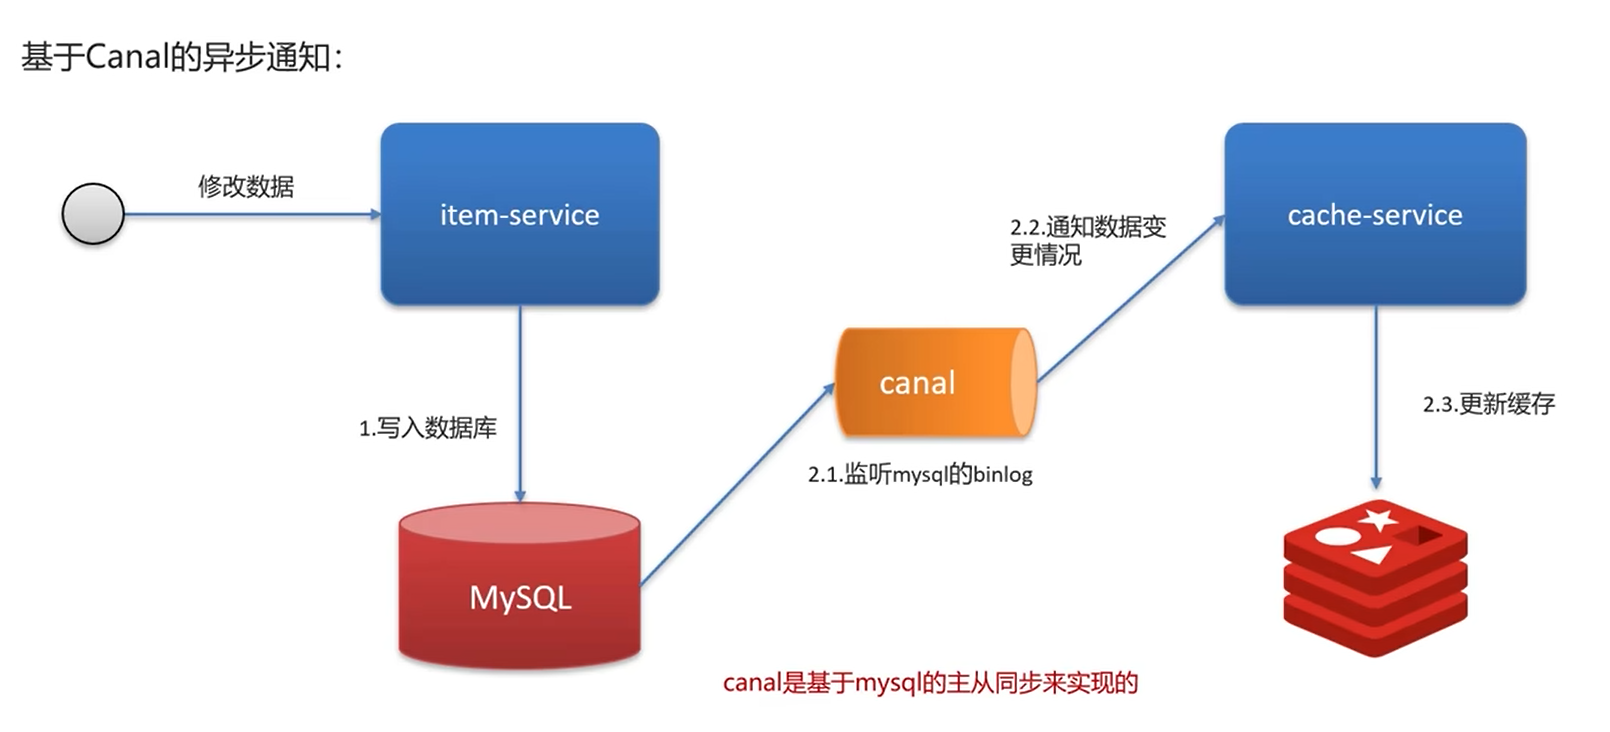 基于Canal的异步通知：
修改数据
item-service
cache-service
2.2.通知数据变
更情况
canal
1.写入数据库
2.3.更新缓存
2.1.监听mysql的binlog
MySQL
canal是基于mysql的主从同步来实现的